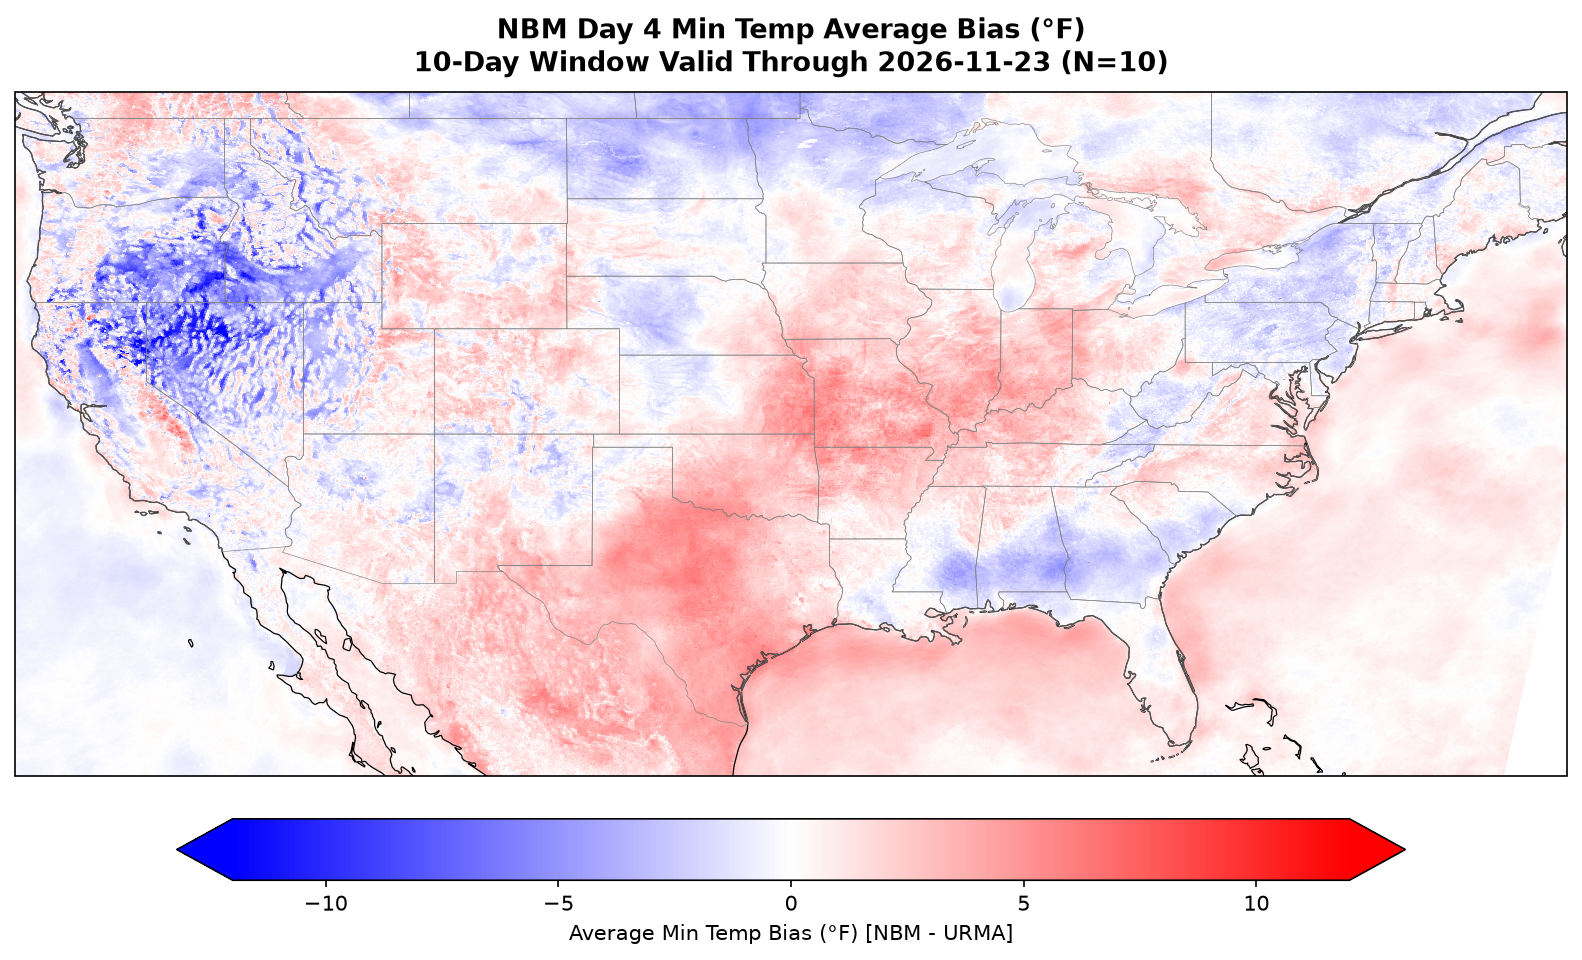 NBM Day 4 Min Temp Average Bias (°F)
10-Day Window Valid Through 2026-11-23 (N=10)
−10 −5 0 5 10
Average Min Temp Bias (°F) [NBM - URMA]